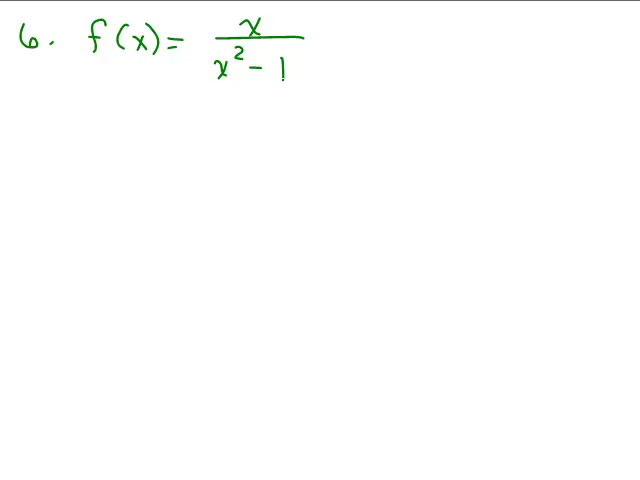 6. f(x) = x / (x² - 1)